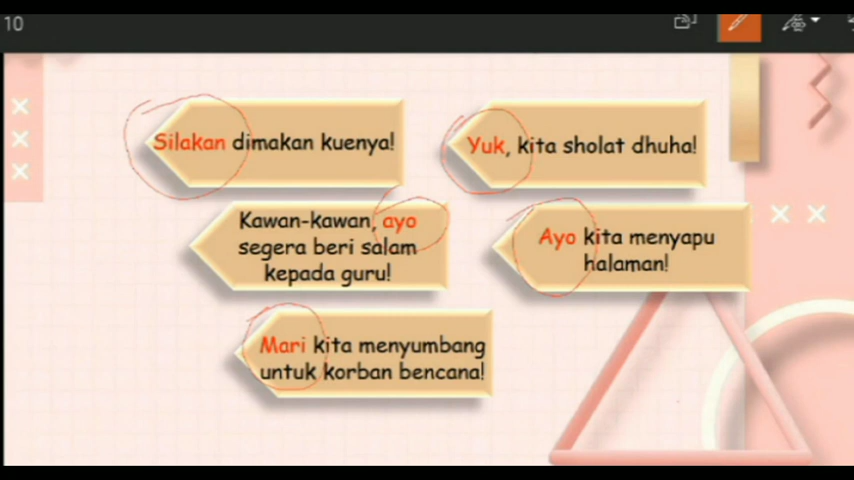 10
Silakan dimakan kuenya!
Yuk, kita sholat dhuha!
Kawan-kawan, ayo
segera beri salam
kepada guru!
Ayo kita menyapu
halaman!
Mari kita menyumbang
untuk korban bencana!